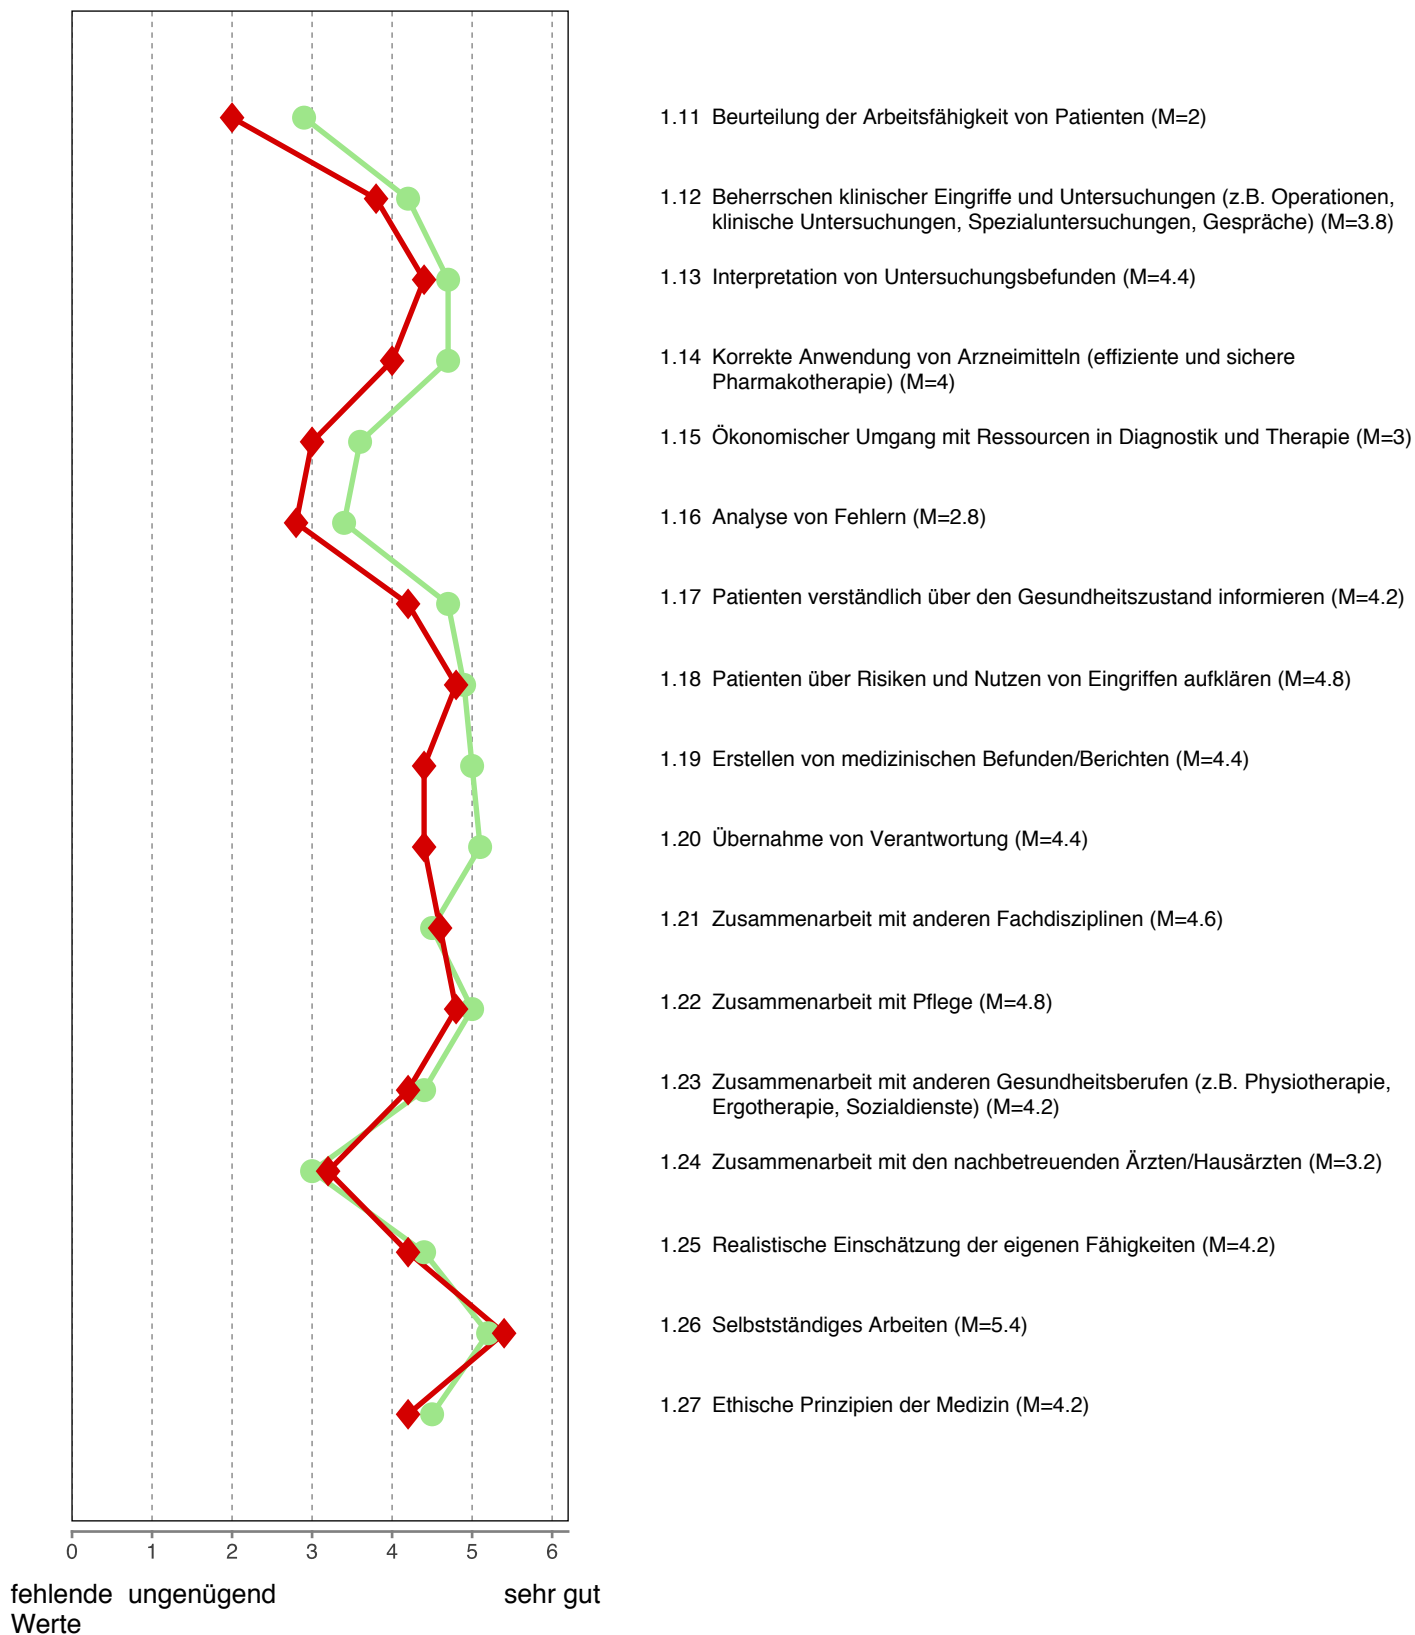 1.11 Beurteilung der Arbeitsfähigkeit von Patienten (M=2)
1.12 Beherrschen klinischer Eingriffe und Untersuchungen (z.B. Operationen,
klinische Untersuchungen, Spezialuntersuchungen, Gespräche) (M=3.8)
1.13 Interpretation von Untersuchungsbefunden (M=4.4)
1.14 Korrekte Anwendung von Arzneimitteln (effiziente und sichere
Pharmakotherapie) (M=4)
1.15 Ökonomischer Umgang mit Ressourcen in Diagnostik und Therapie (M=3)
1.16 Analyse von Fehlern (M=2.8)
1.17 Patienten verständlich über den Gesundheitszustand informieren (M=4.2)
1.18 Patienten über Risiken und Nutzen von Eingriffen aufklären (M=4.8)
1.19 Erstellen von medizinischen Befunden/Berichten (M=4.4)
1.20 Übernahme von Verantwortung (M=4.4)
1.21 Zusammenarbeit mit anderen Fachdisziplinen (M=4.6)
1.22 Zusammenarbeit mit Pflege (M=4.8)
1.23 Zusammenarbeit mit anderen Gesundheitsberufen (z.B. Physiotherapie,
Ergotherapie, Sozialdienste) (M=4.2)
1.24 Zusammenarbeit mit den nachbetreuenden Ärzten/Hausärzten (M=3.2)
1.25 Realistische Einschätzung der eigenen Fähigkeiten (M=4.2)
1.26 Selbstständiges Arbeiten (M=5.4)
1.27 Ethische Prinzipien der Medizin (M=4.2)
0 1 2 3 4 5 6
fehlende ungenügend sehr gut
Werte